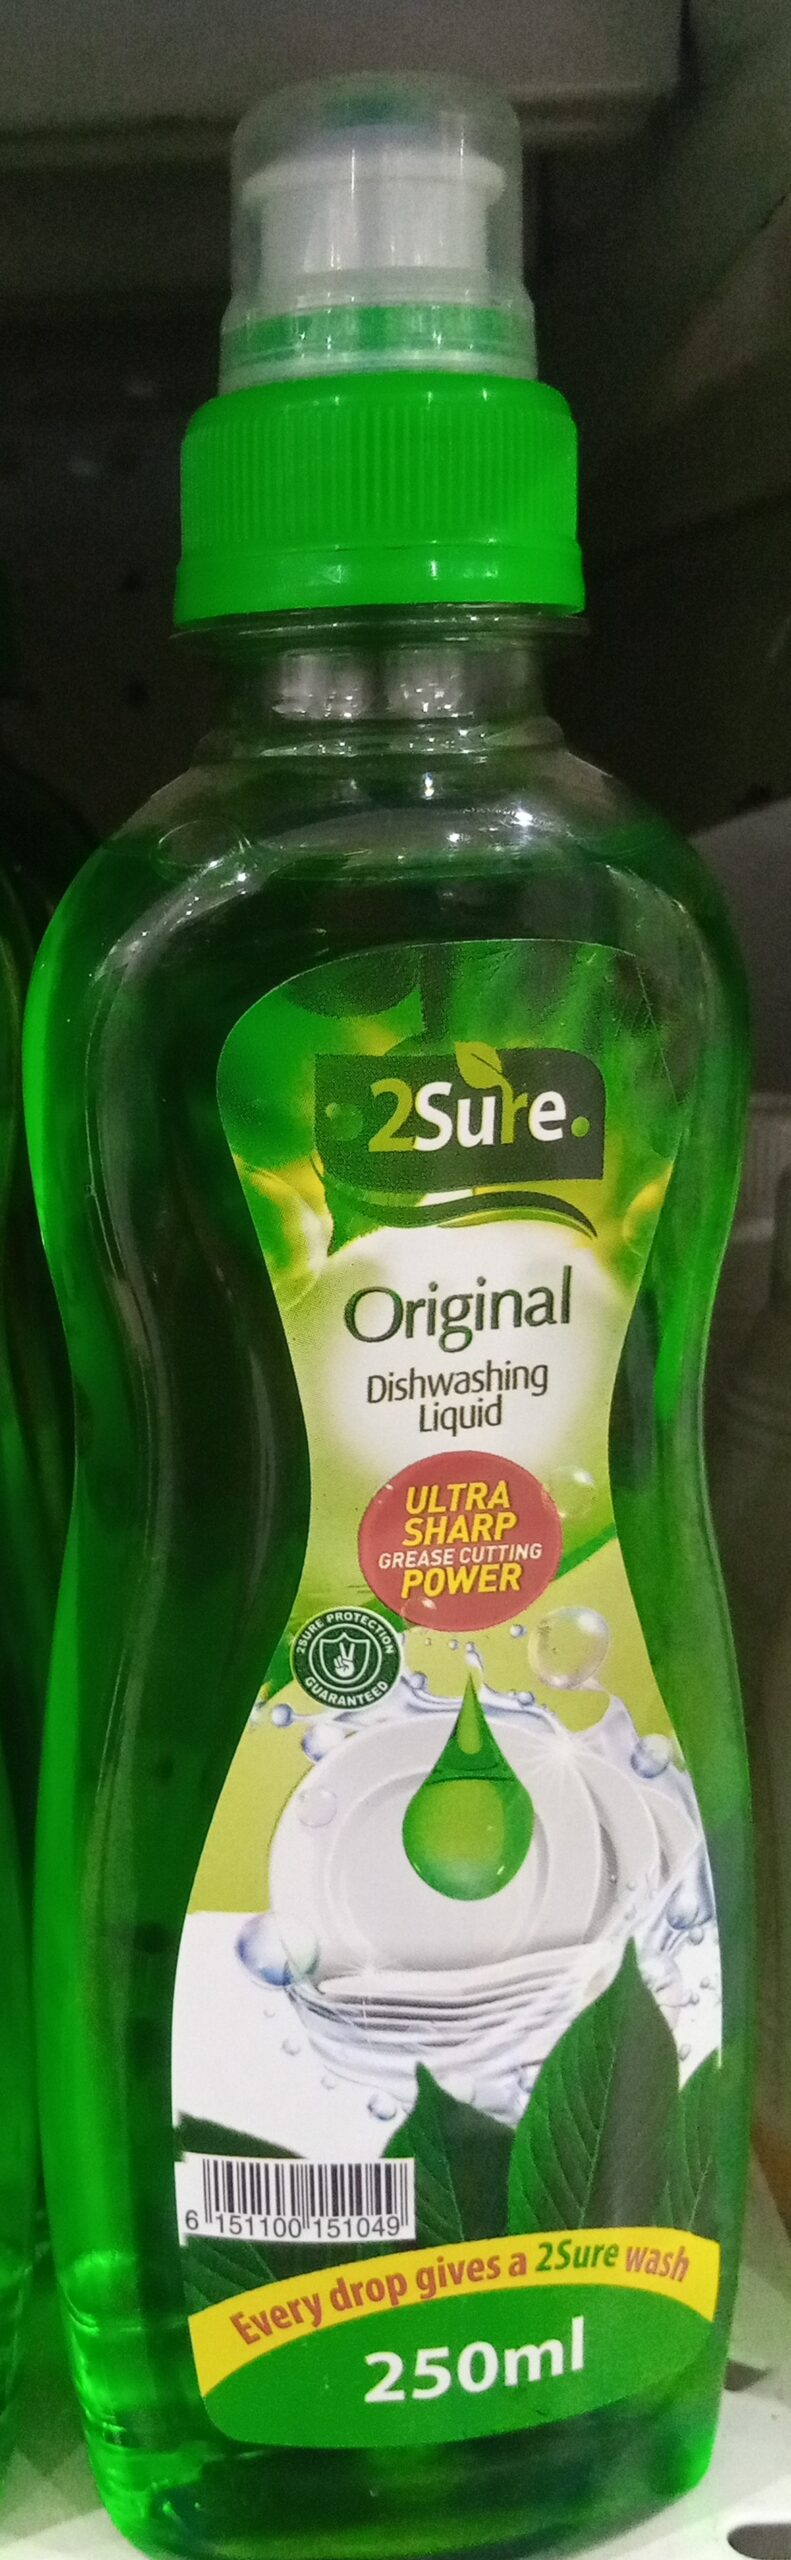 2Sure
Original
Dishwashing
Liquid
ULTRA
SHARP
GREASE CUTTING
POWER
2SURE PROTECTION
GUARANTEED
6 151100 151049
Every drop gives a 2Sure wash
250ml